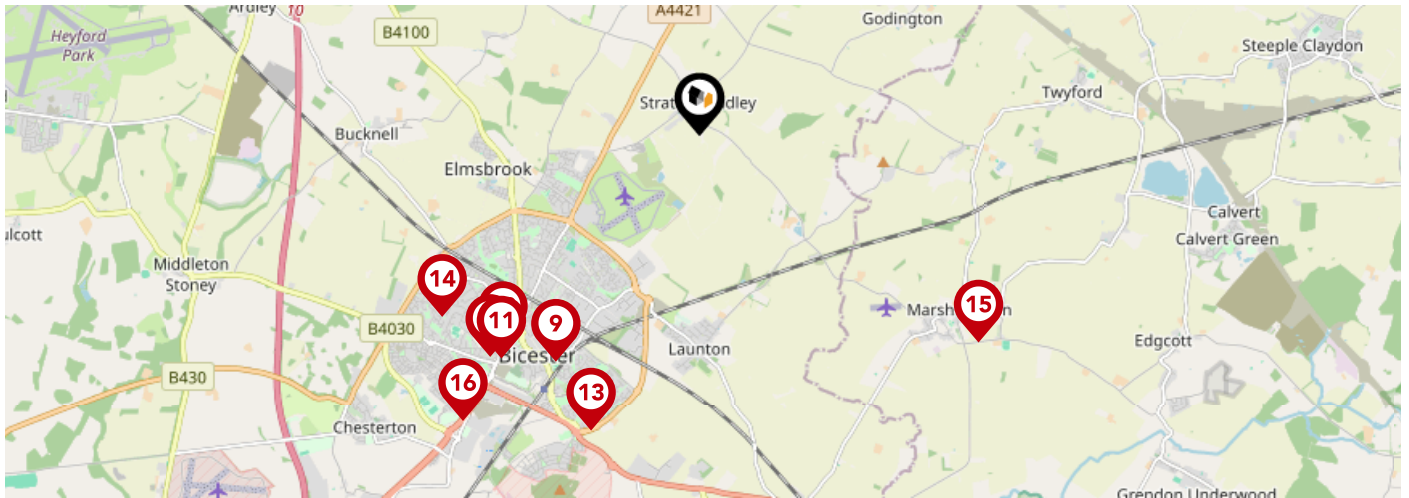 Ardley
10
A4421
Godington
Heyford
Park
B4100
Steeple Claydon
Twyford
Bucknell
Elmsbrook
ulcott
Middleton
Stoney
Calvert
Calvert Green
14
11
9
15
B4030
Bicester
Launton
Edgcott
B430
16
13
Chesterton
Grendon Underwood